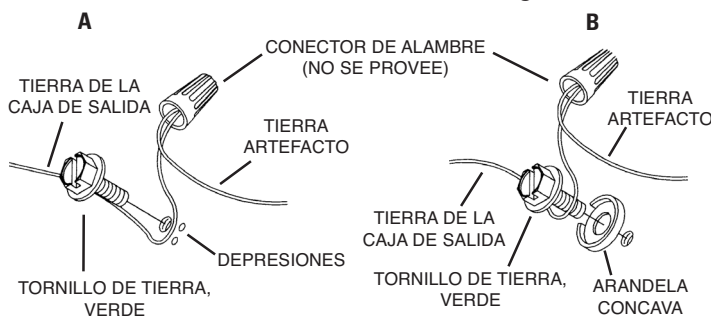 A
B
CONECTOR DE ALAMBRE
(NO SE PROVEE)
TIERRA DE LA
CAJA DE SALIDA
TIERRA
ARTEFACTO
DEPRESIONES
TORNILLO DE TIERRA,
VERDE
TIERRA
ARTEFACTO
TIERRA DE LA
CAJA DE SALIDA
TORNILLO DE TIERRA,
VERDE
ARANDELA
CONCAVA